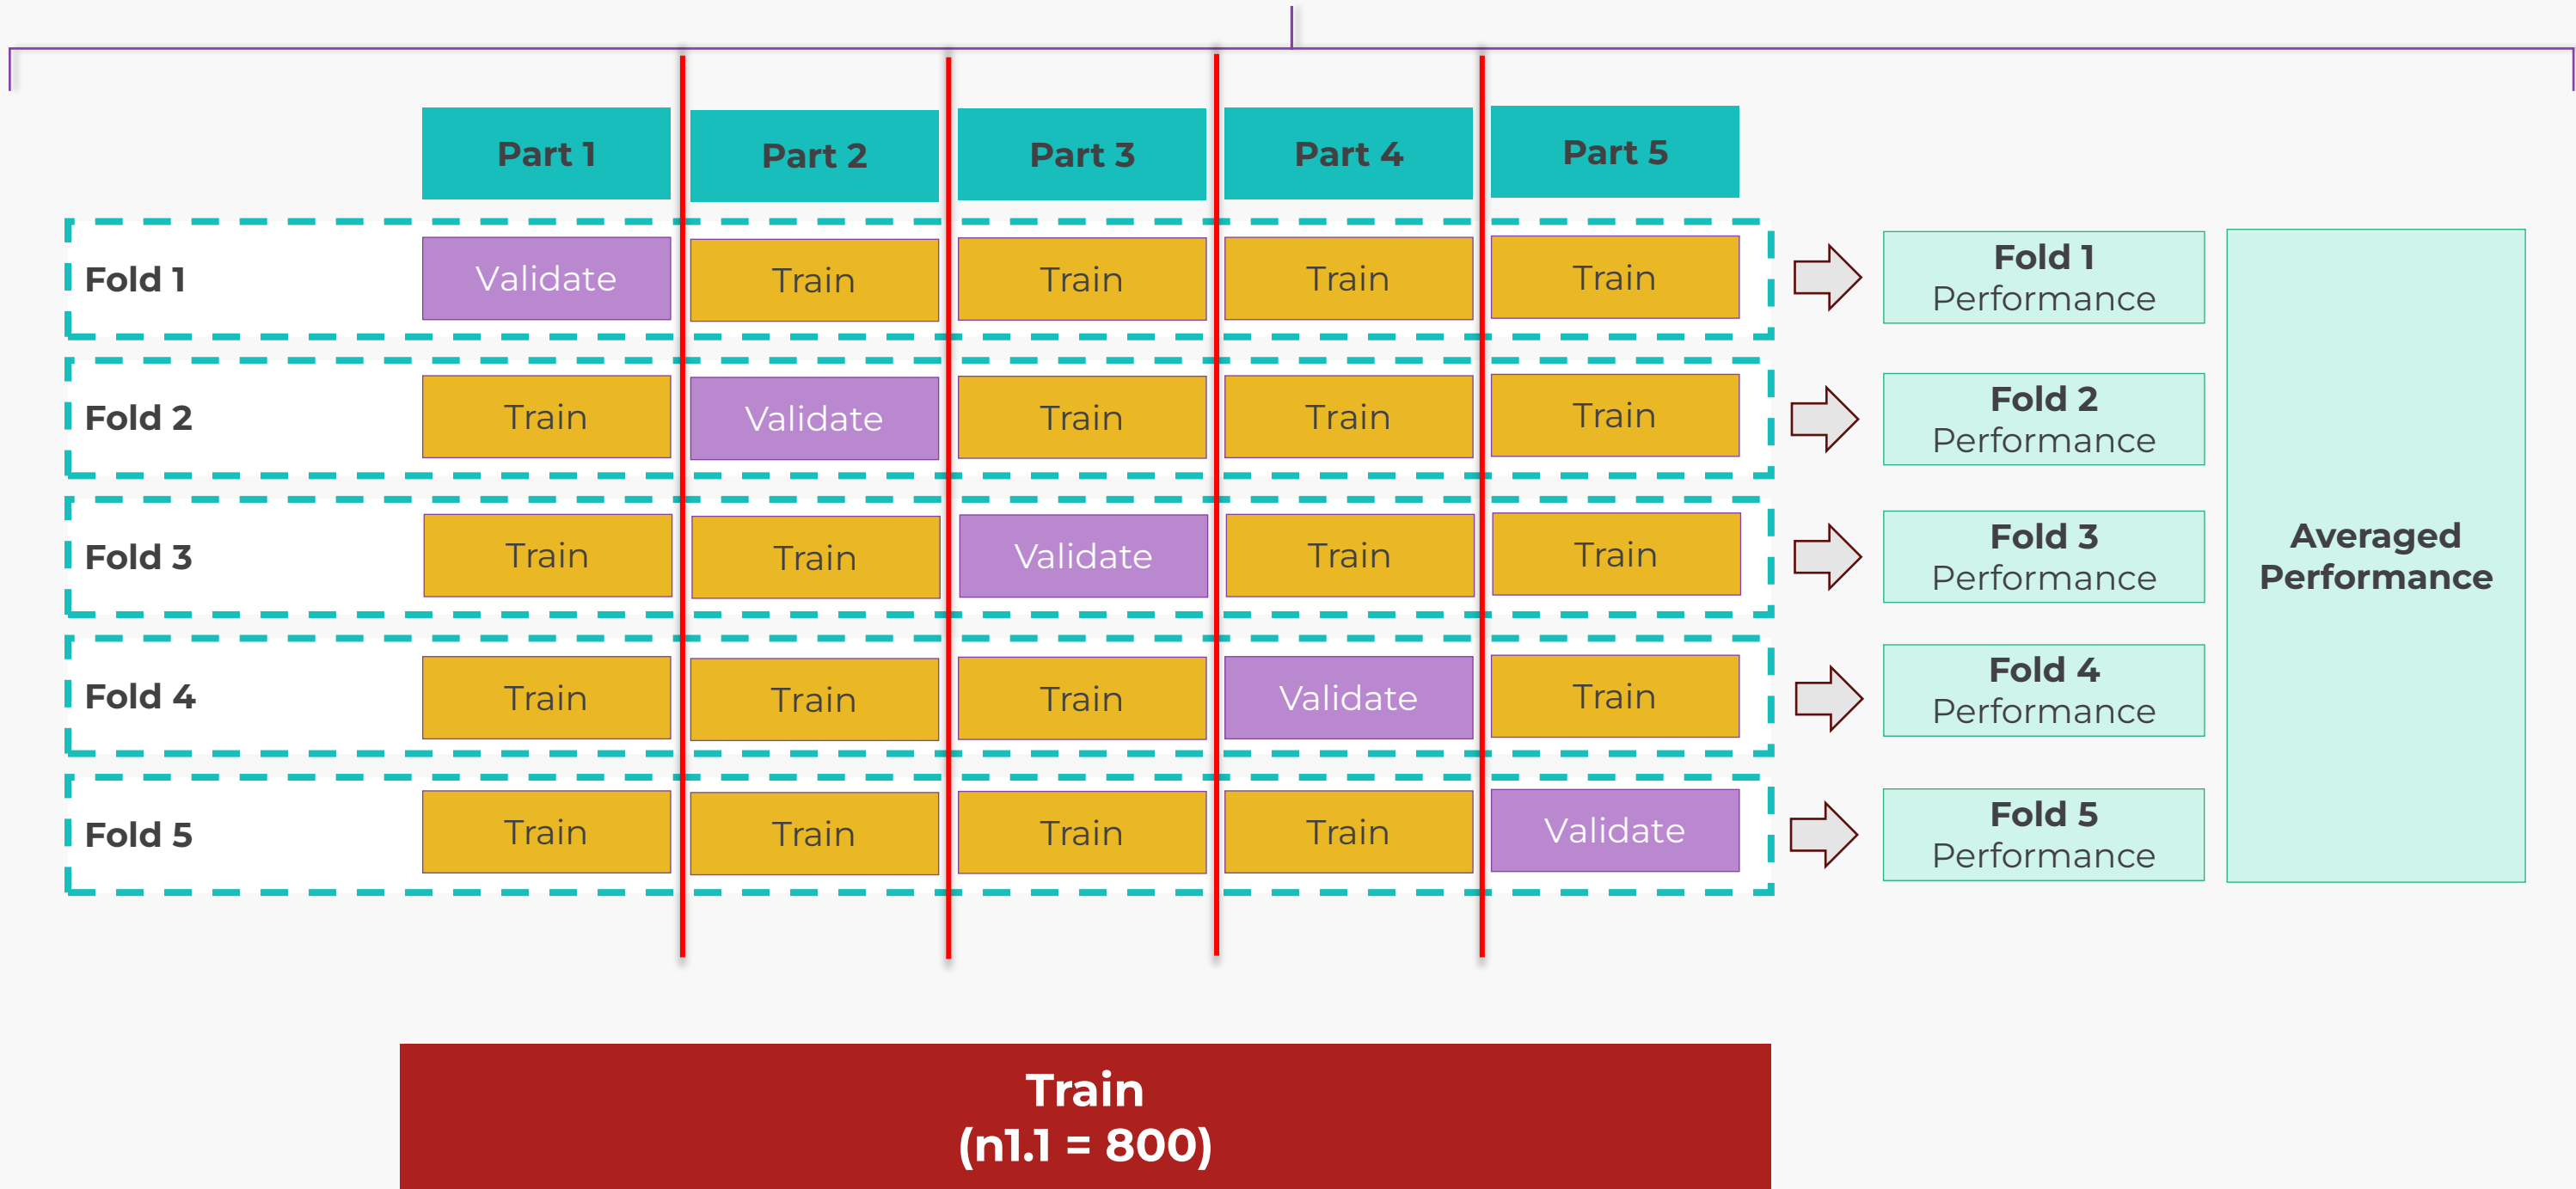 Part 1
Part 2
Part 3
Part 4
Part 5
Fold 1
Validate
Train
Train
Train
Train
Fold 1
Performance
Fold 2
Train
Validate
Train
Train
Train
Fold 2
Performance
Fold 3
Train
Train
Validate
Train
Train
Fold 3
Performance
Averaged
Performance
Fold 4
Train
Train
Train
Validate
Train
Fold 4
Performance
Fold 5
Train
Train
Train
Train
Validate
Fold 5
Performance
Train
(n1.1 = 800)